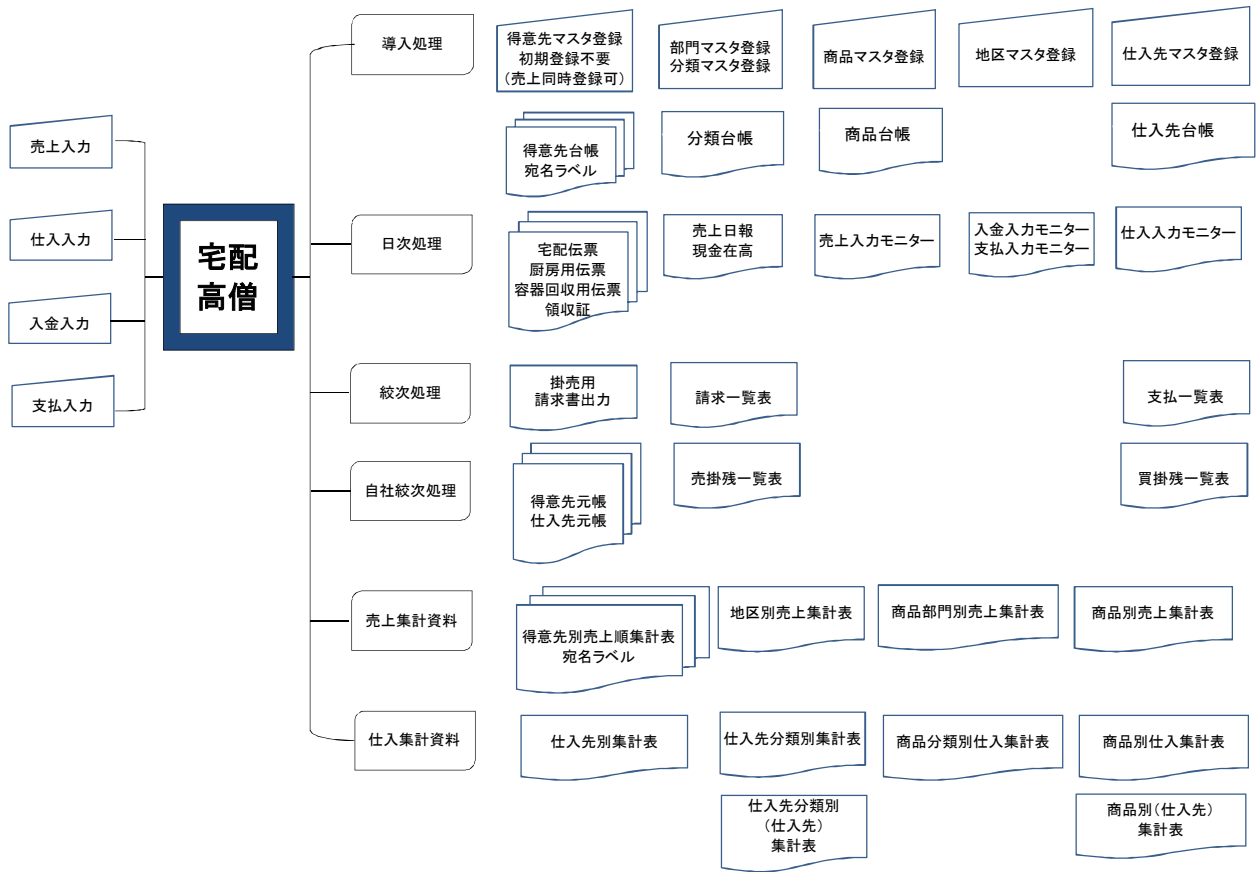 売上入力
仕入入力
入金入力
支払入力
宅配
高僧
導入処理
得意先マスタ登録
初期登録不要
（売上同時登録可）
部門マスタ登録
分類マスタ登録
商品マスタ登録
地区マスタ登録
仕入先マスタ登録
得意先台帳
宛名ラベル
分類台帳
商品台帳
仕入先台帳
日次処理
宅配伝票
厨房用伝票
容器回収用伝票
領収証
売上日報
現金在高
売上入力モニター
入金入力モニター
支払入力モニター
仕入入力モニター
絞次処理
掛売用
請求書出力
請求一覧表
支払一覧表
自社絞次処理
得意先元帳
仕入先元帳
売掛残一覧表
買掛残一覧表
売上集計資料
得意先別売上順集計表
宛名ラベル
地区別売上集計表
商品部門別売上集計表
商品別売上集計表
仕入集計資料
仕入先別集計表
仕入先分類別集計表
商品分類別仕入集計表
商品別仕入集計表
仕入先分類別
（仕入先）
集計表
商品別（仕入先）
集計表